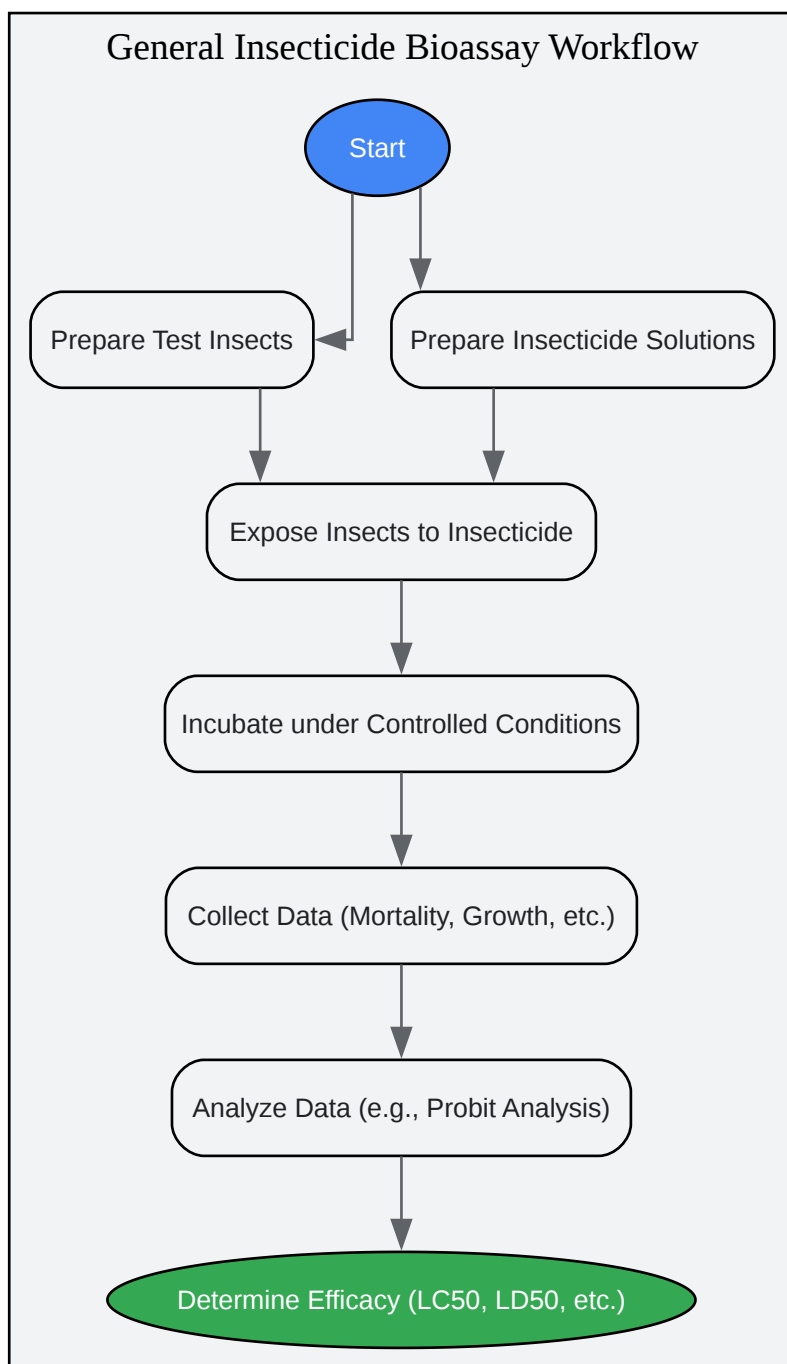 General Insecticide Bioassay Workflow
Start
Prepare Test Insects
Prepare Insecticide Solutions
Expose Insects to Insecticide
Incubate under Controlled Conditions
Collect Data (Mortality, Growth, etc.)
Analyze Data (e.g., Probit Analysis)
Determine Efficacy (LC50, LD50, etc.)